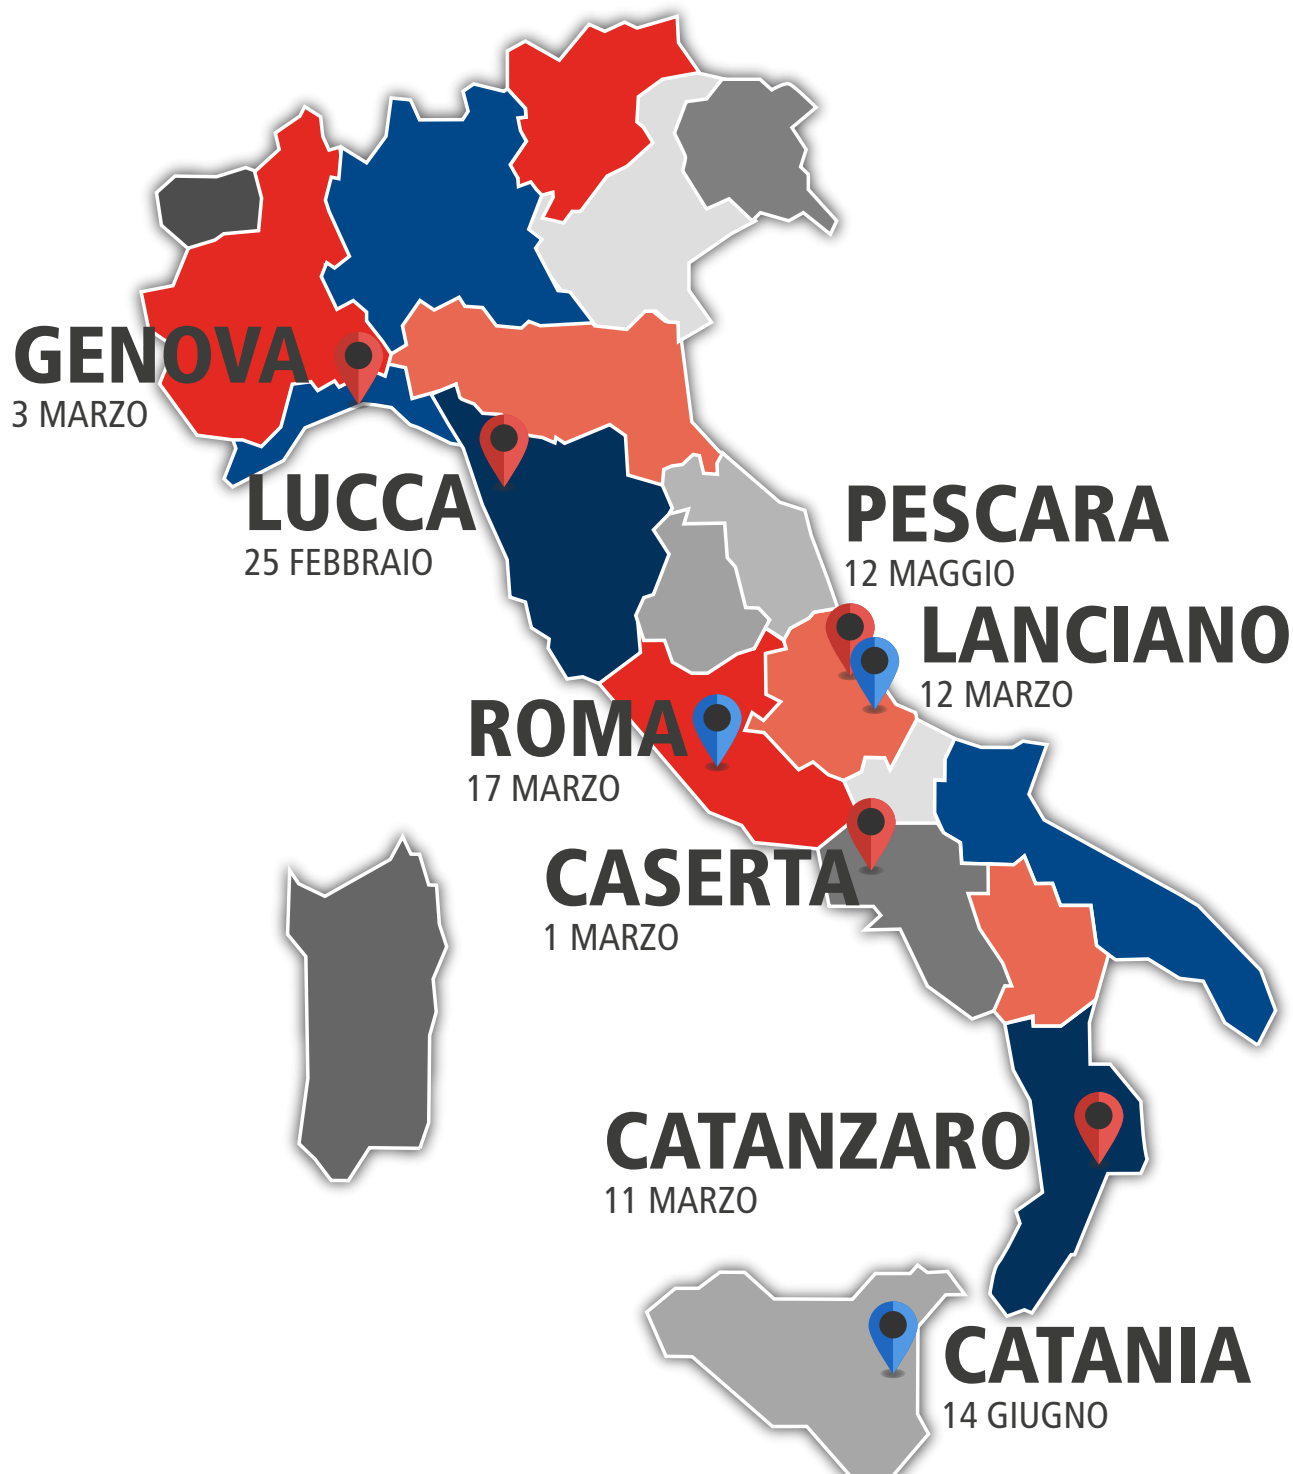 GENOVA
3 MARZO
LUCCA
25 FEBBRAIO
PESCARA
12 MAGGIO
LANCIANO
12 MARZO
ROMA
17 MARZO
CASERTA
1 MARZO
CATANZARO
11 MARZO
CATANIA
14 GIUGNO